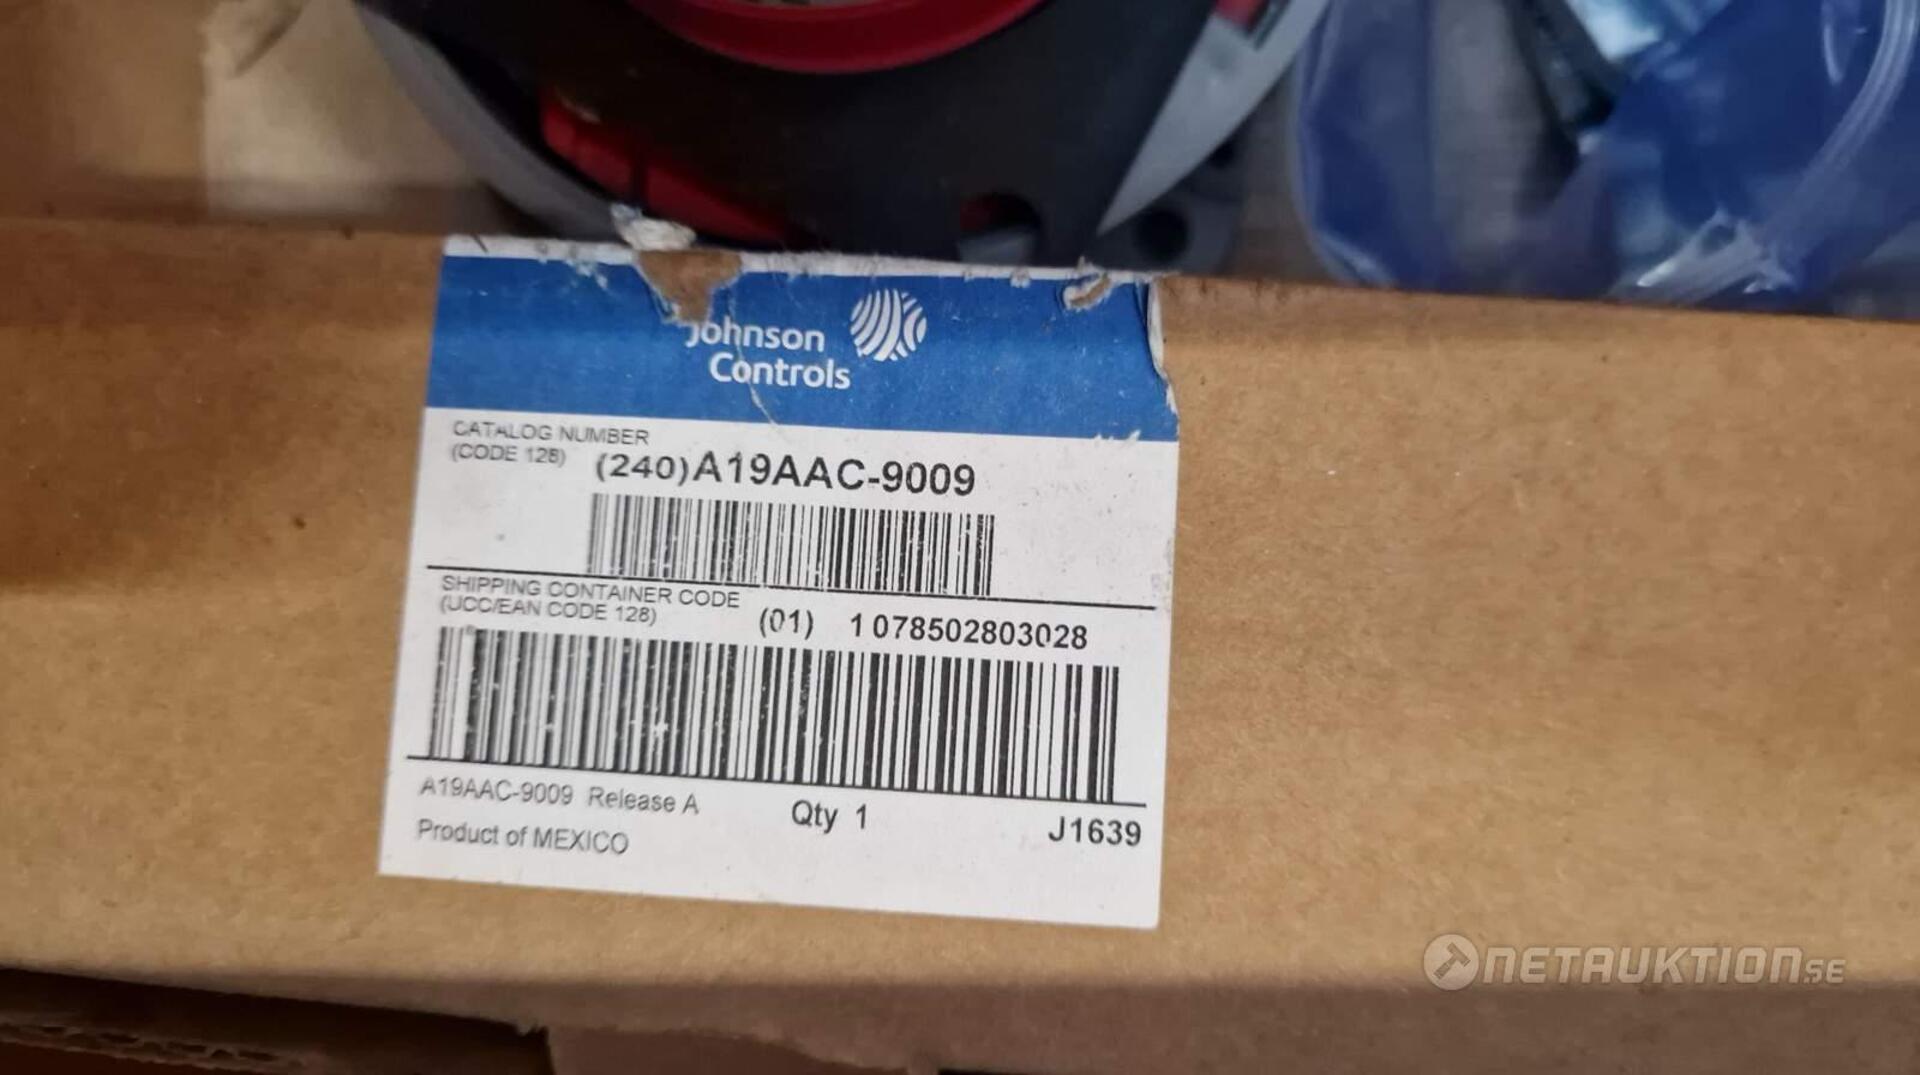 Johnson
Controls
CATALOG NUMBER
(CODE 128)
(240)A19AAC-9009
SHIPPING CONTAINER CODE
(UCC/EAN CODE 128)
(01) 1 078502803028
A19AAC-9009 Release A
Qty 1
J1639
Product of MEXICO
NETAUKTION.SE